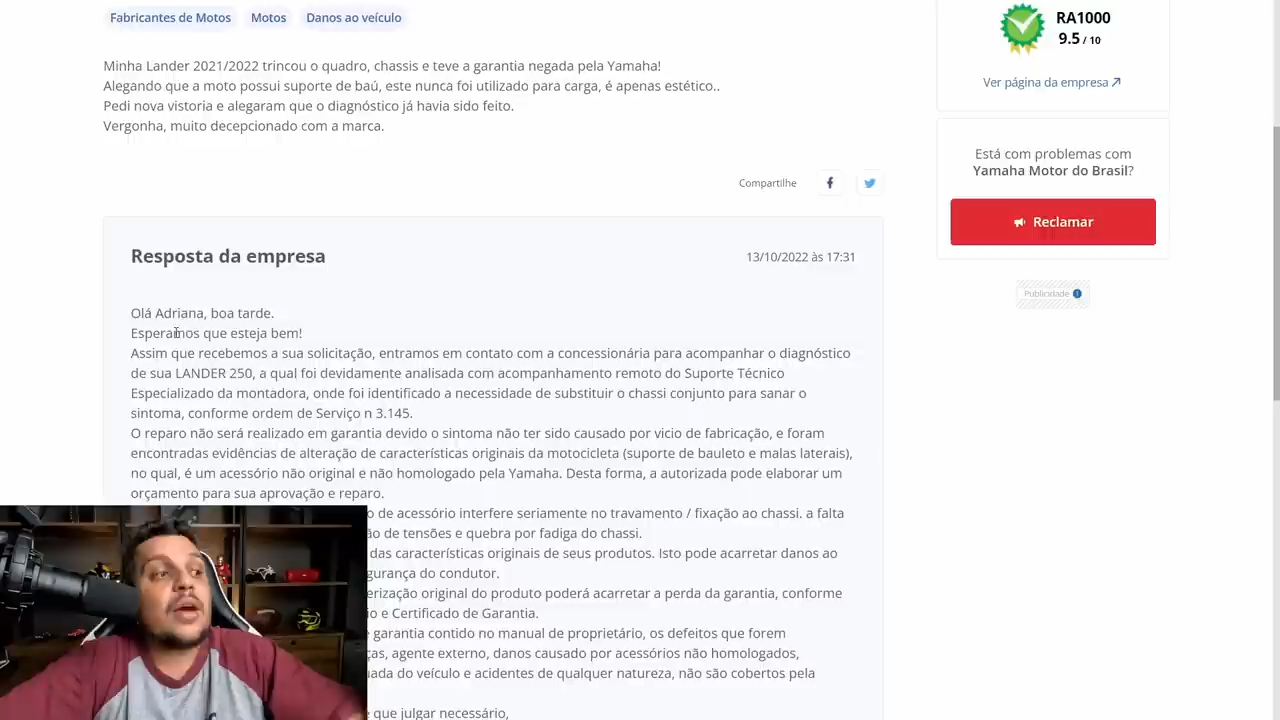 Fabricantes de Motos Motos Danos ao veículo
Minha Lander 2021/2022 trincou o quadro, chassis e teve a garantia negada pela Yamaha!
Alegando que a moto possui suporte de baú, este nunca foi utilizado para carga, é apenas estético..
Pedi nova vistoria e alegaram que o diagnóstico já havia sido feito.
Vergonha, muito decepcionado com a marca.
Compartilhe
Resposta da empresa
13/10/2022 às 17:31
Olá Adriana, boa tarde.
Esperamos que esteja bem!
Assim que recebemos a sua solicitação, entramos em contato com a concessionária para acompanhar o diagnóstico
de sua LANDER 250, a qual foi devidamente analisada com acompanhamento remoto do Suporte Técnico
Especializado da montadora, onde foi identificado a necessidade de substituir o chassi conjunto para sanar o
sintoma, conforme ordem de Serviço n 3.145.
O reparo não será realizado em garantia devido o sintoma não ter sido causado por vicio de fabricação, e foram
encontradas evidências de alteração de características originais da motocicleta (suporte de bauleto e malas laterais),
no qual, é um acessório não original e não homologado pela Yamaha. Desta forma, a autorizada pode elaborar um
orçamento para sua aprovação e reparo.
o de acessório interfere seriamente no travamento / fixação ao chassi. a falta
ão de tensões e quebra por fadiga do chassi.
das características originais de seus produtos. Isto pode acarretar danos ao
gurança do condutor.
erização original do produto poderá acarretar a perda da garantia, conforme
io e Certificado de Garantia.
e garantia contido no manual de proprietário, os defeitos que forem
ças, agente externo, danos causado por acessórios não homologados,
uada do veículo e acidentes de qualquer natureza, não são cobertos pela
e que julgar necessário,
RA1000
9.5 / 10
Ver página da empresa
Está com problemas com
Yamaha Motor do Brasil?
Reclamar
Publicidade